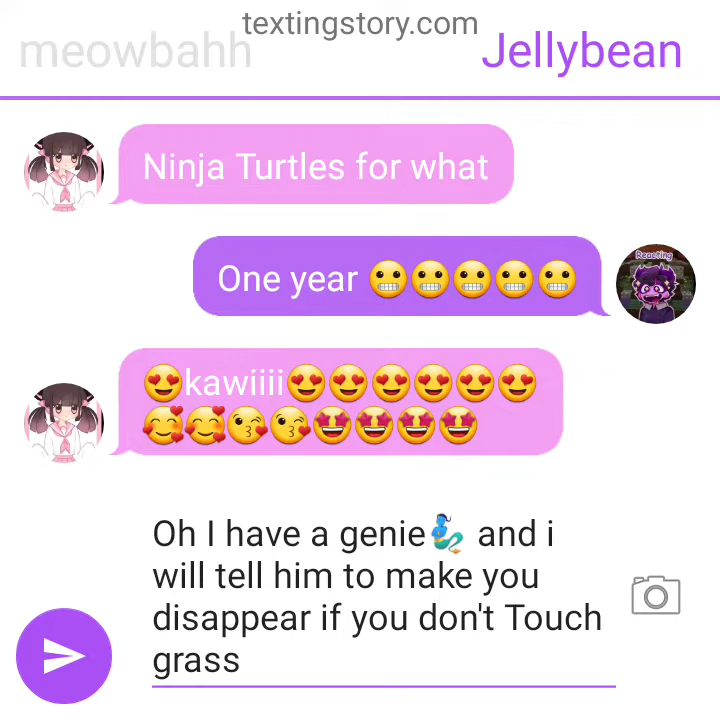 textingstory.com
meowbahh
Jellybean
Ninja Turtles for what
Reacting
One year 😬😬😬😬😬
😍kawiiii😍😍😍😍😍😍
🥰🥰😘😘🤩🤩🤩🤩
Oh I have a genie🧞‍♂️ and i
will tell him to make you
disappear if you don't Touch
grass